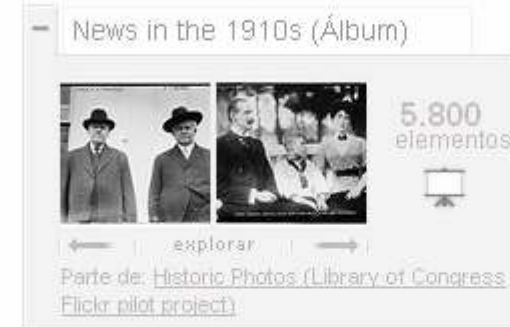 News in the 1910s (Álbum)
5.800
elementos
explorar
Parte de: Historic Photos (Library of Congress
Flickr pilot project)